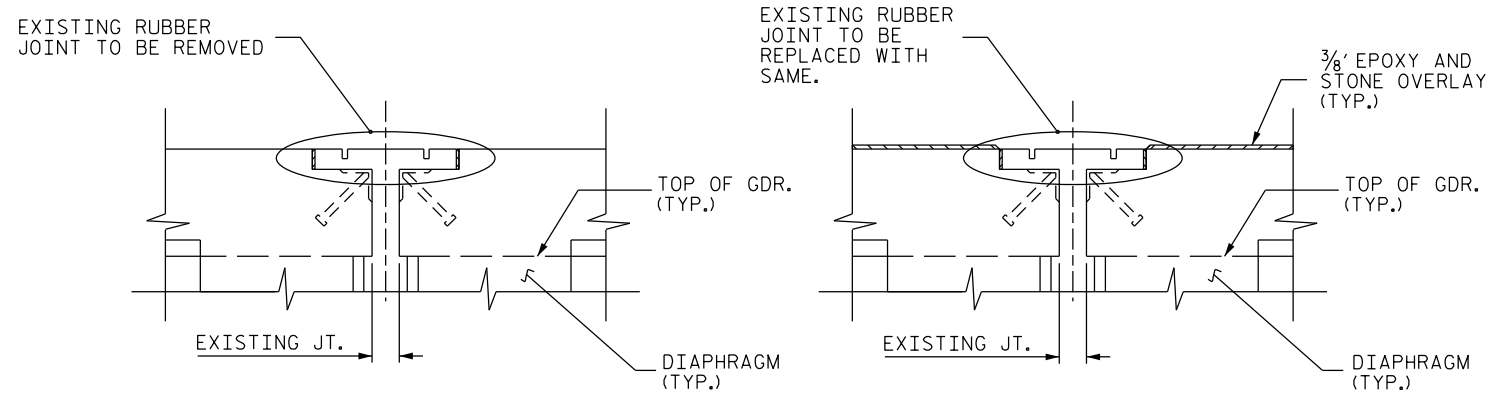 EXISTING RUBBER
JOINT TO BE REMOVED
TOP OF GDR.
(TYP.)
EXISTING JT.
DIAPHRAGM
(TYP.)
EXISTING RUBBER
JOINT TO BE
REPLACED WITH
SAME.
⅜' EPOXY AND
STONE OVERLAY
(TYP.)
TOP OF GDR.
(TYP.)
EXISTING JT.
DIAPHRAGM
(TYP.)